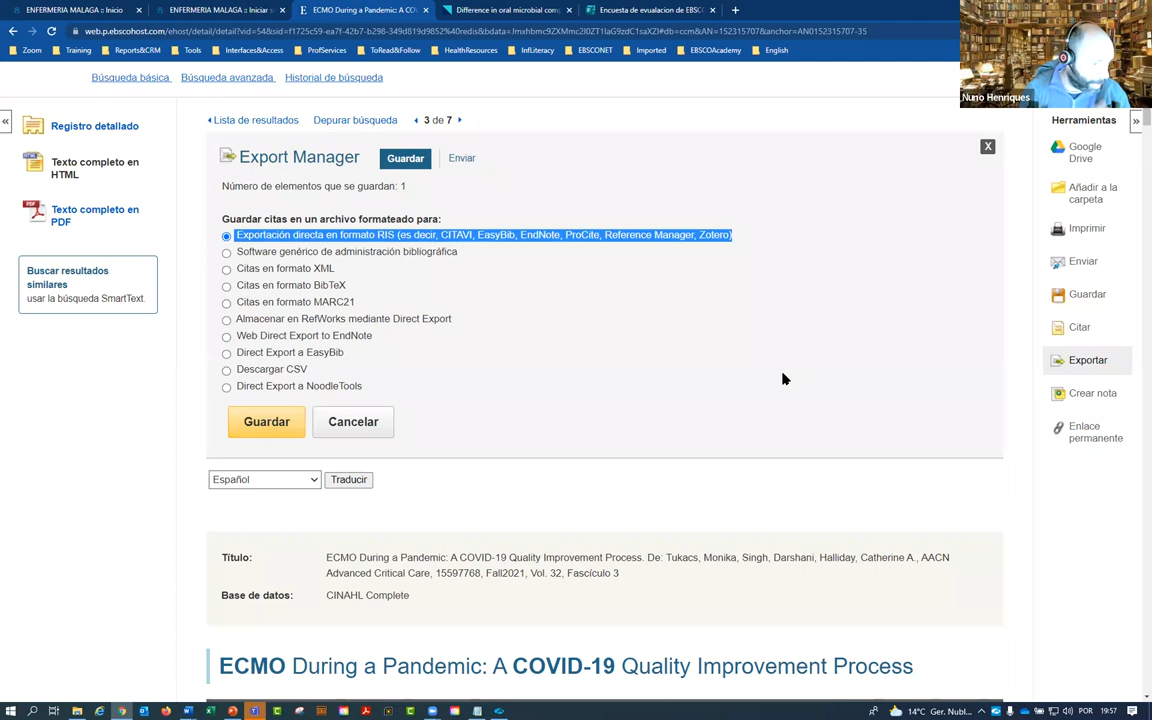 ENFERMERIA MALAGA :: Inicio
ENFERMERIA MALAGA :: Iniciar s
ECMO During a Pandemic: A CO
Difference in oral microbial com
Encuesta de evualacion de EBSC
web.p.ebscohost.com/ehost/detail/detail?vid=54&sid=f1725c59-ea7f-42b7-b298-349d819d9852%40redis&bdata=
Zoom
Training
Reports&CRM
Tools
Interfaces&Access
ProfServices
ToRead&Follow
HealthResources
InfLiteracy
EBSCONET
Imported
EBSCOAcademy
English
Nuno Henriques
Búsqueda básica
Búsqueda avanzada
Historial de búsqueda
«
Registro detallado
Texto completo en
HTML
PDF
Texto completo en
PDF
Buscar resultados
similares
usar la búsqueda SmartText.
Lista de resultados
Depurar búsqueda
3 de 7
Export Manager
Guardar
Enviar
X
Número de elementos que se guardan: 1
Guardar citas en un archivo formateado para:
Exportación directa en formato RIS (es decir, CITAVI, EasyBib, EndNote, ProCite, Reference Manager, Zotero)
Software genérico de administración bibliográfica
Citas en formato XML
Citas en formato BibTeX
Citas en formato MARC21
Almacenar en RefWorks mediante Direct Export
Web Direct Export to EndNote
Direct Export a EasyBib
Descargar CSV
Direct Export a NoodleTools
Guardar
Cancelar
Español
Traducir
Título:
ECMO During a Pandemic: A COVID-19 Quality Improvement Process. De: Tukacs, Monika, Singh, Darshani, Halliday, Catherine A., AACN
Advanced Critical Care, 15597768, Fall2021, Vol. 32, Fascículo 3
Base de datos:
CINAHL Complete
ECMO During a Pandemic: A COVID-19 Quality Improvement Process
Herramientas
»
Google
Drive
Añadir a la
carpeta
Imprimir
Enviar
Guardar
Citar
Exportar
Crear nota
Enlace
permanente
14°C Ger. Nubl...
POR
19:57